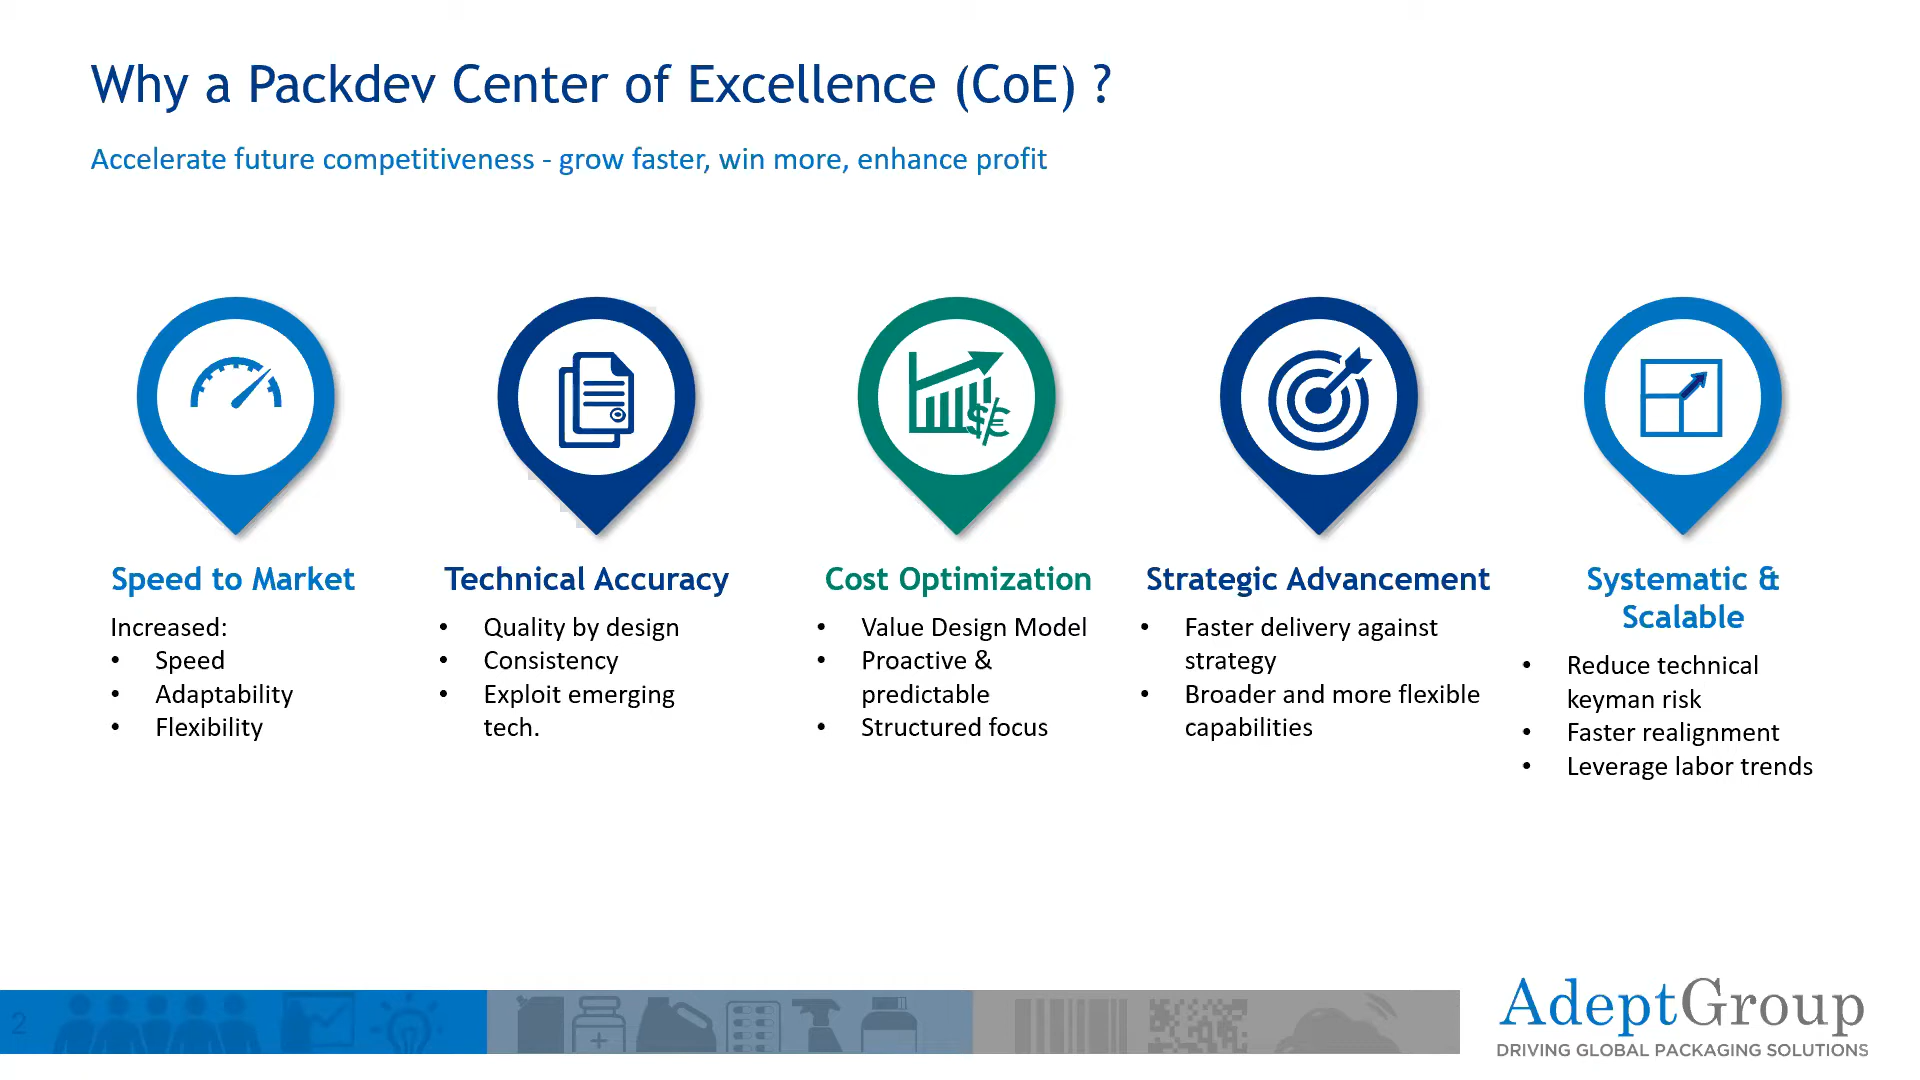 Why a Packdev Center of Excellence (CoE) ?
Accelerate future competitiveness - grow faster, win more, enhance profit
Speed to Market
Increased:
• Speed
• Adaptability
• Flexibility
Technical Accuracy
• Quality by design
• Consistency
• Exploit emerging
tech.
$/€
Cost Optimization
• Value Design Model
• Proactive &
predictable
• Structured focus
Strategic Advancement
• Faster delivery against
strategy
• Broader and more flexible
capabilities
Systematic &
Scalable
• Reduce technical
keyman risk
• Faster realignment
• Leverage labor trends
2
AdeptGroup
DRIVING GLOBAL PACKAGING SOLUTIONS